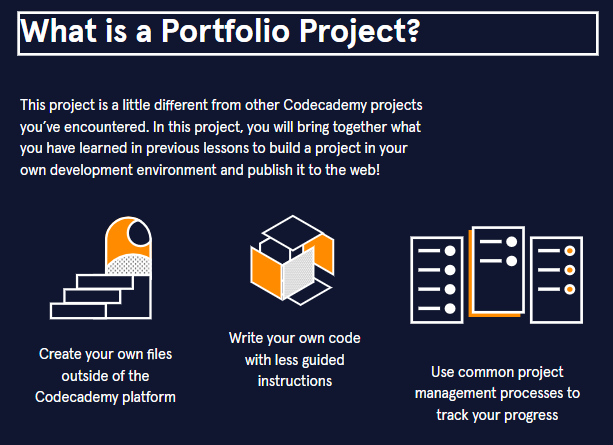 What is a Portfolio Project?
This project is a little different from other Codecademy projects
you've encountered. In this project, you will bring together what
you have learned in previous lessons to build a project in your
own development environment and publish it to the web!
Create your own files
outside of the
Codecademy platform
Write your own code
with less guided
instructions
Use common project
management processes to
track your progress